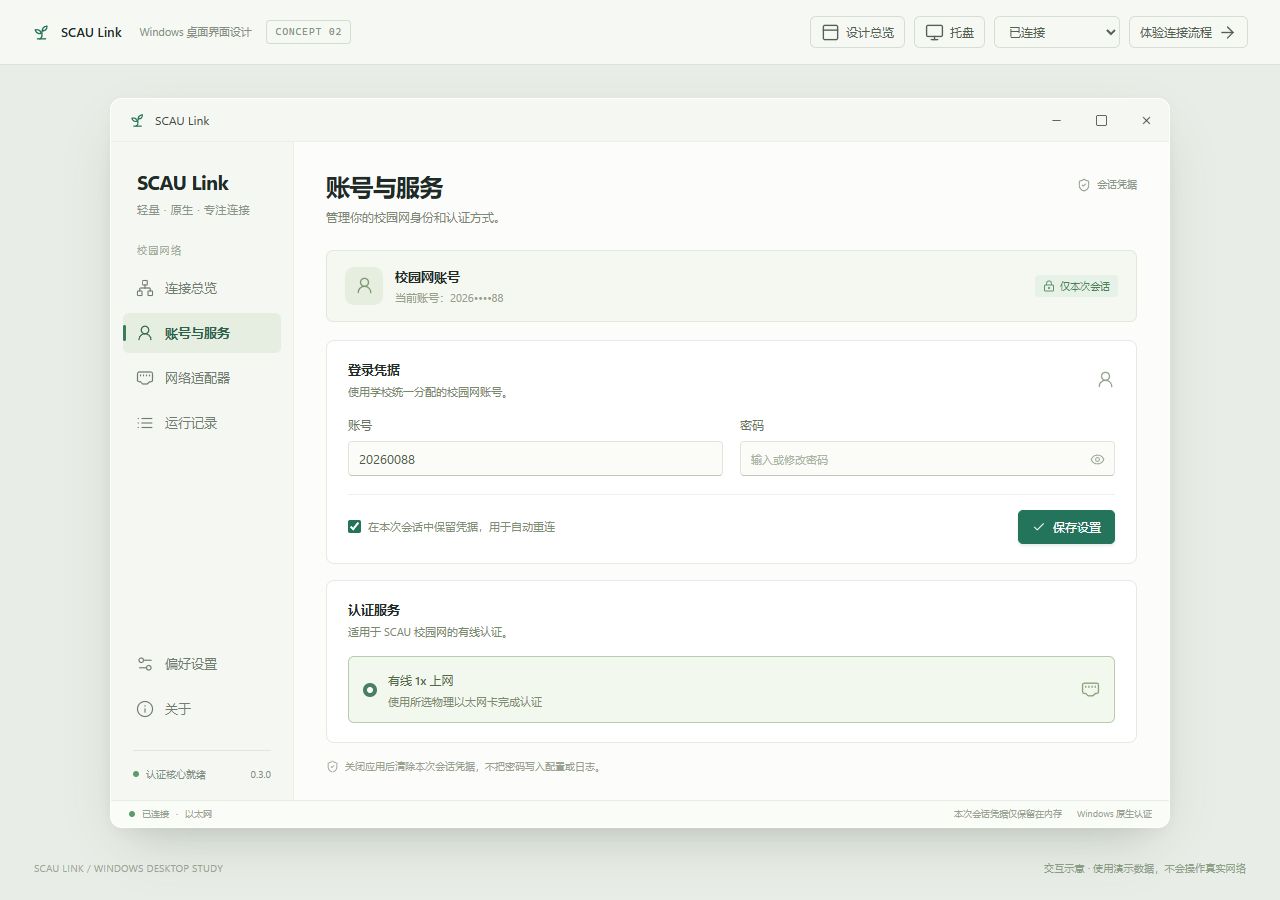 SCAU Link Windows 桌面界面设计 CONCEPT 02 设计总览 托盘 已连接 体验连接流程
SCAU Link
SCAU Link
轻量 · 原生 · 专注连接
校园网络
连接总览
账号与服务
网络适配器
运行记录
偏好设置
关于
认证核心就绪 0.3.0
账号与服务
会话凭据
管理你的校园网身份和认证方式。
校园网账号
当前账号：2026••••88
仅本次会话
登录凭据
使用学校统一分配的校园网账号。
账号 密码
20260088 输入或修改密码
在本次会话中保留凭据，用于自动重连 保存设置
认证服务
适用于 SCAU 校园网的有线认证。
有线 1x 上网
使用所选物理以太网卡完成认证
关闭应用后清除本次会话凭据，不把密码写入配置或日志。
已连接 · 以太网 本次会话凭据仅保留在内存 Windows 原生认证
SCAU LINK / WINDOWS DESKTOP STUDY 交互示意 · 使用演示数据，不会操作真实网络